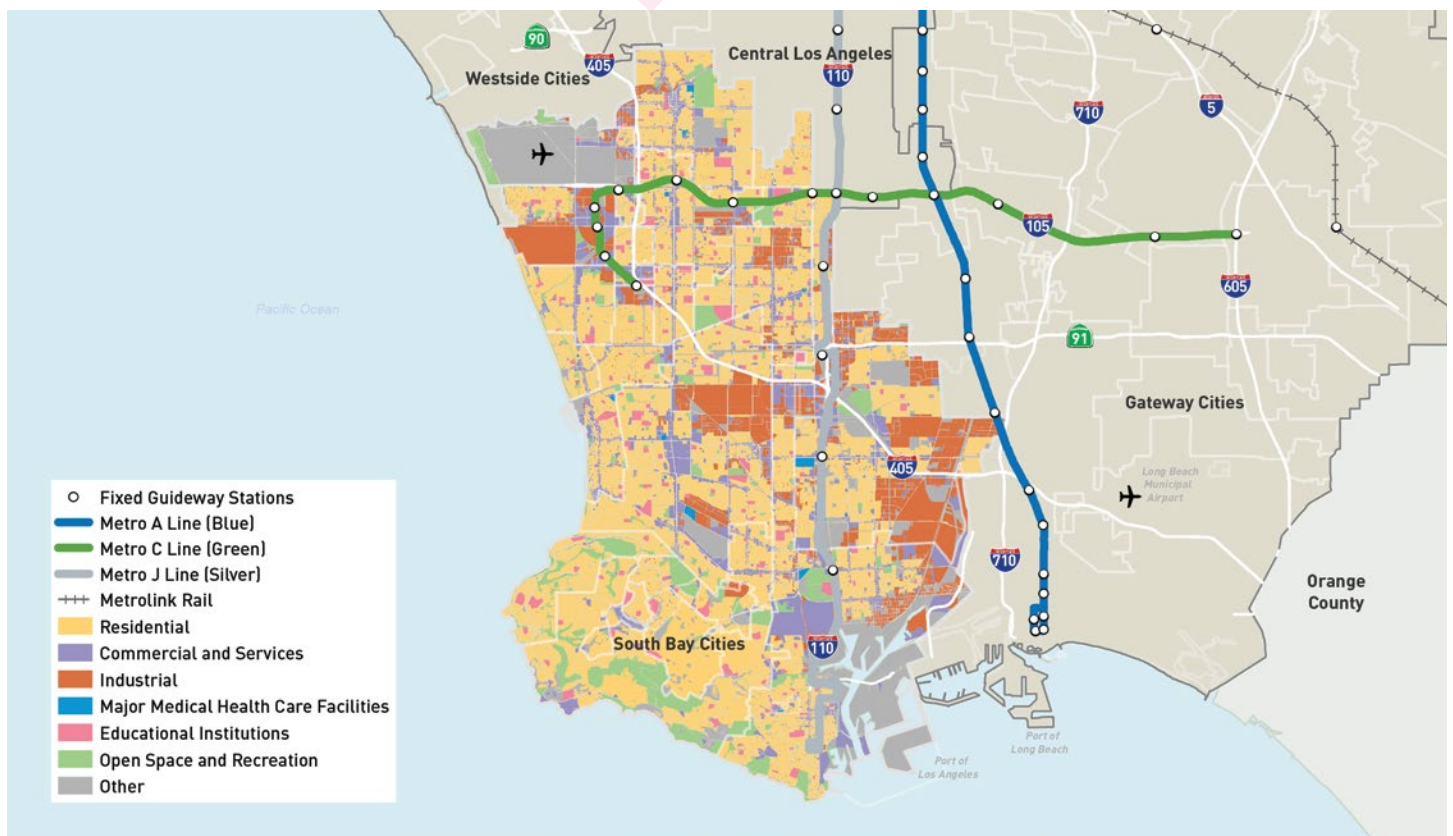 90
405
Westside Cities
Central Los Angeles
110
710
5
105
605
Pacific Ocean
91
Gateway Cities
405
Long Beach
Municipal
Airport
710
Orange
County
South Bay Cities
110
Port of
Long Beach
Port of
Los Angeles
Fixed Guideway Stations
Metro A Line (Blue)
Metro C Line (Green)
Metro J Line (Silver)
Metrolink Rail
Residential
Commercial and Services
Industrial
Major Medical Health Care Facilities
Educational Institutions
Open Space and Recreation
Other